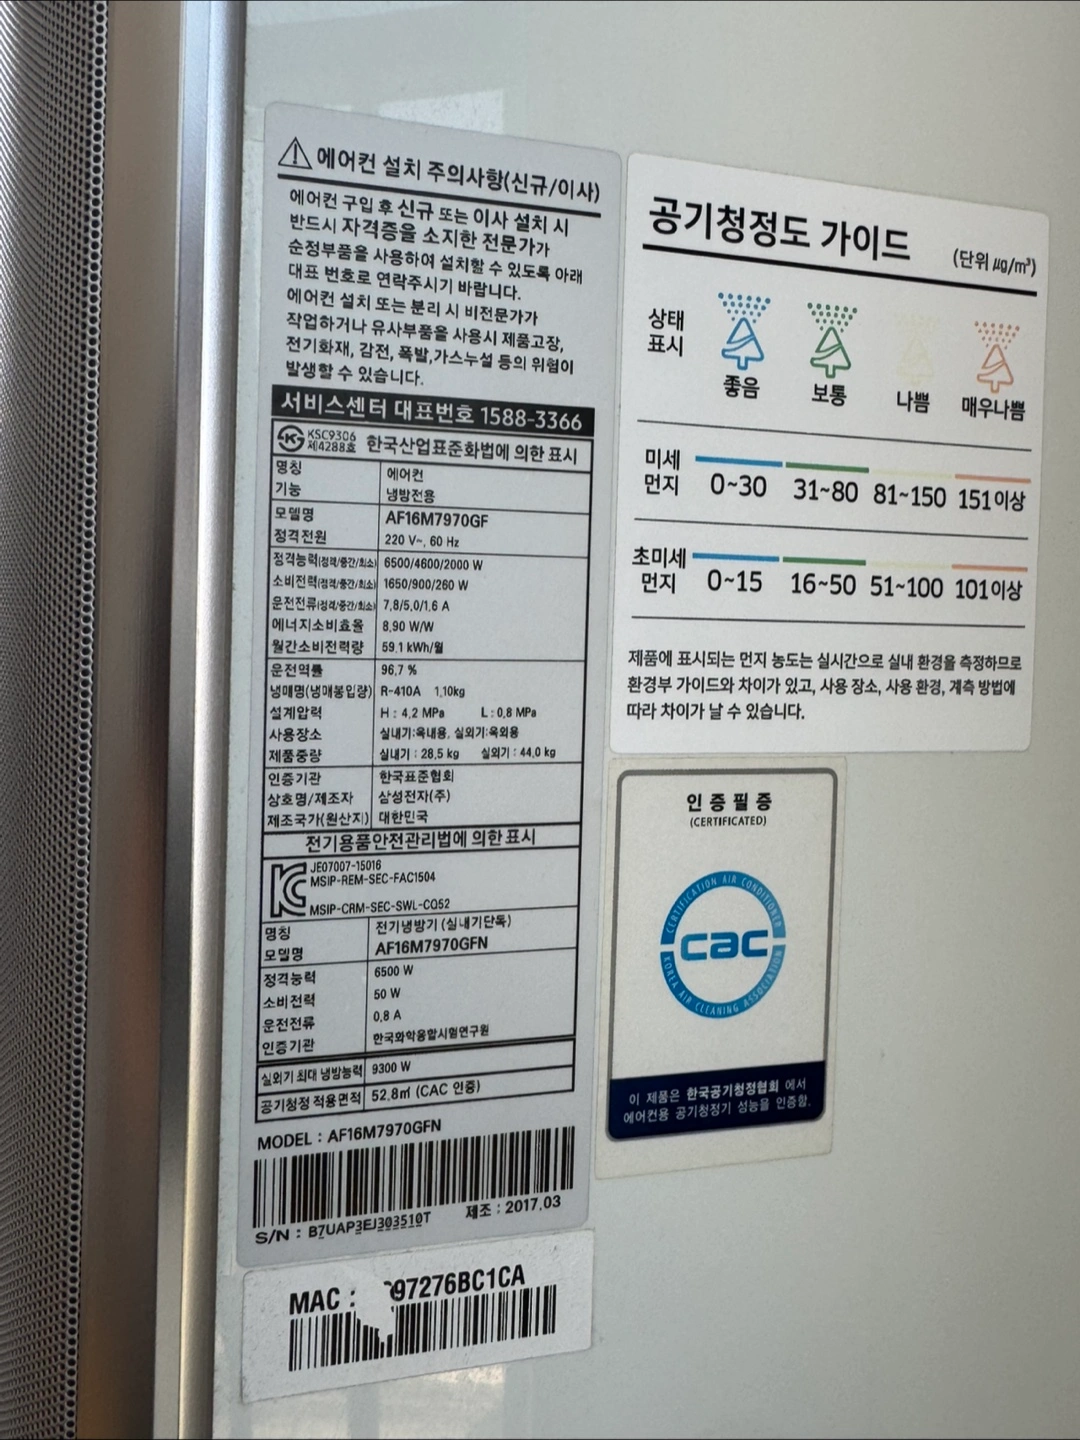 에어컨 설치 주의사항(신규/이사)
에어컨 구입 후 신규 또는 이사 설치 시
반드시 자격증을 소지한 전문가가
순정부품을 사용하여 설치할 수 있도록 아래
대표 번호로 연락주시기 바랍니다.
에어컨 설치 또는 분리 시 비전문가가
작업하거나 유사부품을 사용시 제품고장,
전기화재, 감전, 폭발,가스누설 등의 위험이
발생할 수 있습니다.
서비스센터 대표번호 1588-3366
KSC9306
제4288호
한국산업표준화법에 의한 표시
명칭 에어컨
기능 냉방전용
모델명 AF16M7970GF
정격전원 220 V~, 60 Hz
정격능력(정격/중간/최소) 6500/4600/2000 W
소비전력(정격/중간/최소) 1650/900/260 W
운전전류(정격/중간/최소) 7.8/5.0/1.6 A
에너지소비효율 8.90 W/W
월간소비전력량 59.1 kWh/월
운전역률 96.7 %
냉매명(냉매봉입량) R-410A 1.10kg
설계압력 H : 4.2 MPa L : 0.8 MPa
사용장소 실내기:옥내용, 실외기:옥외용
제품중량 실내기 : 28.5 kg 실외기 : 44.0 kg
인증기관 한국표준협회
상호명/제조자 삼성전자(주)
제조국가(원산지) 대한민국
전기용품안전관리법에 의한 표시
JE07007-15016
MSIP-REM-SEC-FAC1504
MSIP-CRM-SEC-SWL-CQ52
명칭 전기냉방기 (실내기단독)
모델명 AF16M7970GFN
정격능력 6500 W
소비전력 50 W
운전전류 0.8 A
인증기관 한국화학융합시험연구원
실외기 최대 냉방능력 9300 W
공기청정 적용면적 52.8㎡ (CAC 인증)
MODEL : AF16M7970GFN
S/N : B7UAP3EJ303510T 제조 : 2017.03
MAC : 97276BC1CA
공기청정도 가이드 (단위 ㎍/㎥)
상태
표시
좋음 보통 나쁨 매우나쁨
미세
먼지
0~30 31~80 81~150 151이상
초미세
먼지
0~15 16~50 51~100 101이상
제품에 표시되는 먼지 농도는 실시간으로 실내 환경을 측정하므로
환경부 가이드와 차이가 있고, 사용 장소, 사용 환경, 계측 방법에
따라 차이가 날 수 있습니다.
인증필증
(CERTIFIED)
CERTIFICATION AIR CONDITIONER
cac
KOREA AIR CLEANING ASSOCIATION
이 제품은 한국공기청정협회 에서
에어컨용 공기청정기 성능을 인증함.